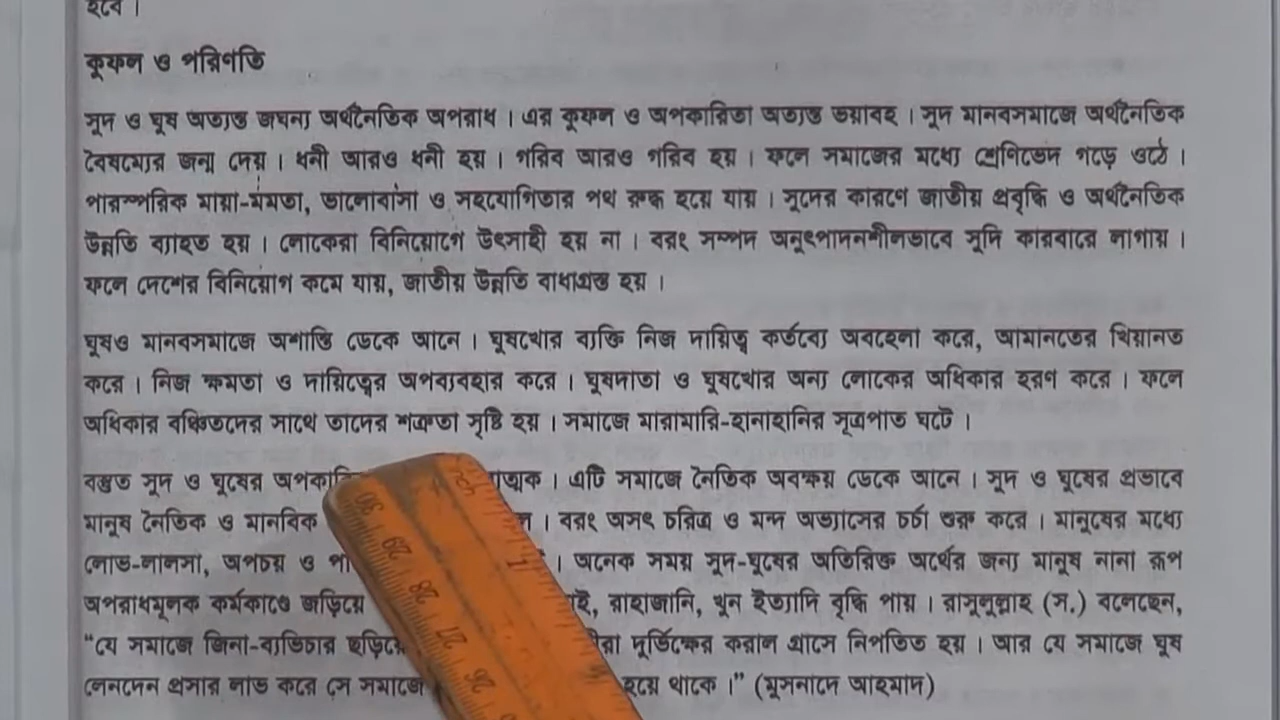 হবে।
কুফল ও পরিণতি
সুদ ও ঘুষ অত্যন্ত জঘন্য অর্থনৈতিক অপরাধ। এর কুফল ও অপকারিতা অত্যন্ত ভয়াবহ। সুদ মানবসমাজে অর্থনৈতিক
বৈষম্যের জন্ম দেয়। ধনী আরও ধনী হয়। গরিব আরও গরিব হয়। ফলে সমাজের মধ্যে শ্রেণিভেদ গড়ে ওঠে।
পারস্পরিক মায়া-মমতা, ভালোবাসা ও সহযোগিতার পথ রুদ্ধ হয়ে যায়। সুদের কারণে জাতীয় প্রবৃদ্ধি ও অর্থনৈতিক
উন্নতি ব্যাহত হয়। লোকেরা বিনিয়োগে উৎসাহী হয় না। বরং সম্পদ অনুৎপাদনশীলভাবে সুদি কারবারে লাগায়।
ফলে দেশের বিনিয়োগ কমে যায়, জাতীয় উন্নতি বাধাগ্রস্ত হয়।
ঘুষও মানবসমাজে অশান্তি ডেকে আনে। ঘুষখোর ব্যক্তি নিজ দায়িত্ব কর্তব্যে অবহেলা করে, আমানতের খিয়ানত
করে। নিজ ক্ষমতা ও দায়িত্বের অপব্যবহার করে। ঘুষদাতা ও ঘুষখোর অন্য লোকের অধিকার হরণ করে। ফলে
অধিকার বঞ্চিতদের সাথে তাদের শত্রুতা সৃষ্টি হয়। সমাজে মারামারি-হানাহানির সূত্রপাত ঘটে।
বস্তুত সুদ ও ঘুষের। এটি সমাজে নৈতিক অবক্ষয় ডেকে আনে। সুদ ও ঘুষের প্রভাবে
মানুষ নৈতিক ও মানবিক। বরং অসৎ চরিত্র ও মন্দ অভ্যাসের চর্চা শুরু করে। মানুষের মধ্যে
লোভ-লালসা, অপচয় ও। অনেক সময় সুদ-ঘুষের অতিরিক্ত অর্থের জন্য মানুষ নানা রূপ
অপরাধমূলক কর্মকাণ্ডে জড়িয়ে, রাহাজানি, খুন ইত্যাদি বৃদ্ধি পায়। রাসুলুল্লাহ (স.) বলেছেন,
“যে সমাজে জিনা-ব্যভিচার দুর্ভিক্ষের করাল গ্রাসে নিপতিত হয়। আর যে সমাজে ঘুষ
লেনদেন প্রসার লাভ করে সে সমাজে হয়ে থাকে।” (মুসনাদে আহমাদ)
30 29 28 27 26